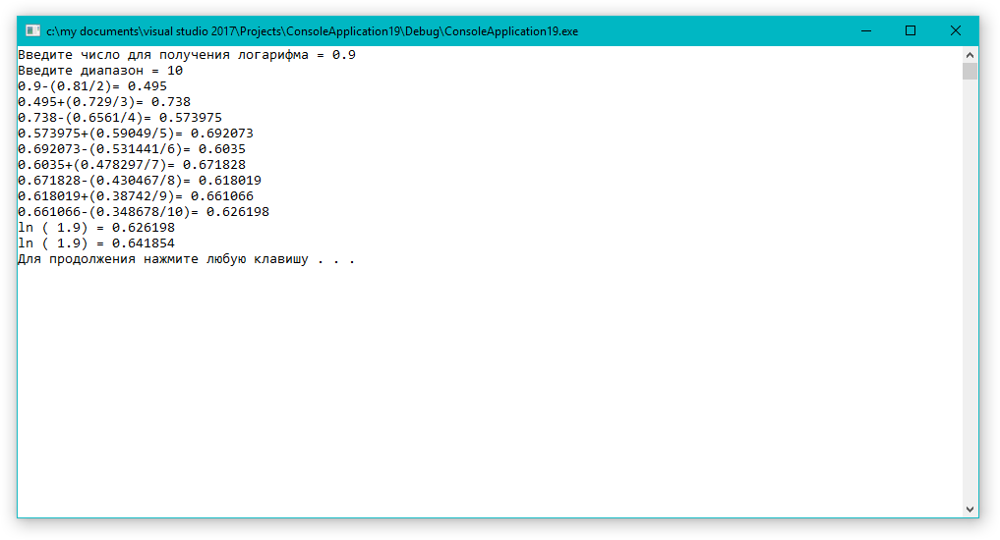 c:\my documents\visual studio 2017\Projects\ConsoleApplication19\Debug\ConsoleApplication19.exe
Введите число для получения логарифма = 0.9
Введите диапазон = 10
0.9-(0.81/2)= 0.495
0.495+(0.729/3)= 0.738
0.738-(0.6561/4)= 0.573975
0.573975+(0.59049/5)= 0.692073
0.692073-(0.531441/6)= 0.6035
0.6035+(0.478297/7)= 0.671828
0.671828-(0.430467/8)= 0.618019
0.618019+(0.38742/9)= 0.661066
0.661066-(0.348678/10)= 0.626198
ln ( 1.9) = 0.626198
ln ( 1.9) = 0.641854
Для продолжения нажмите любую клавишу . . .